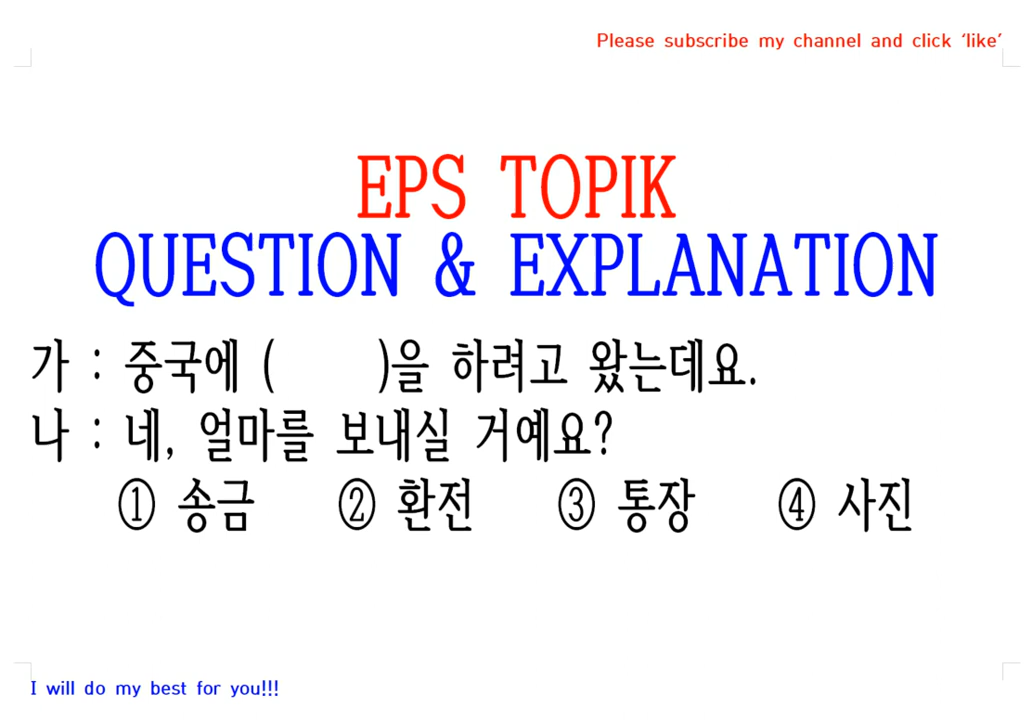 Please subscribe my channel and click ‘like’
EPS TOPIK
QUESTION & EXPLANATION
가 : 중국에 (      )을 하려고 왔는데요.
나 : 네, 얼마를 보내실 거예요?
① 송금 ② 환전 ③ 통장 ④ 사진
I will do my best for you!!!